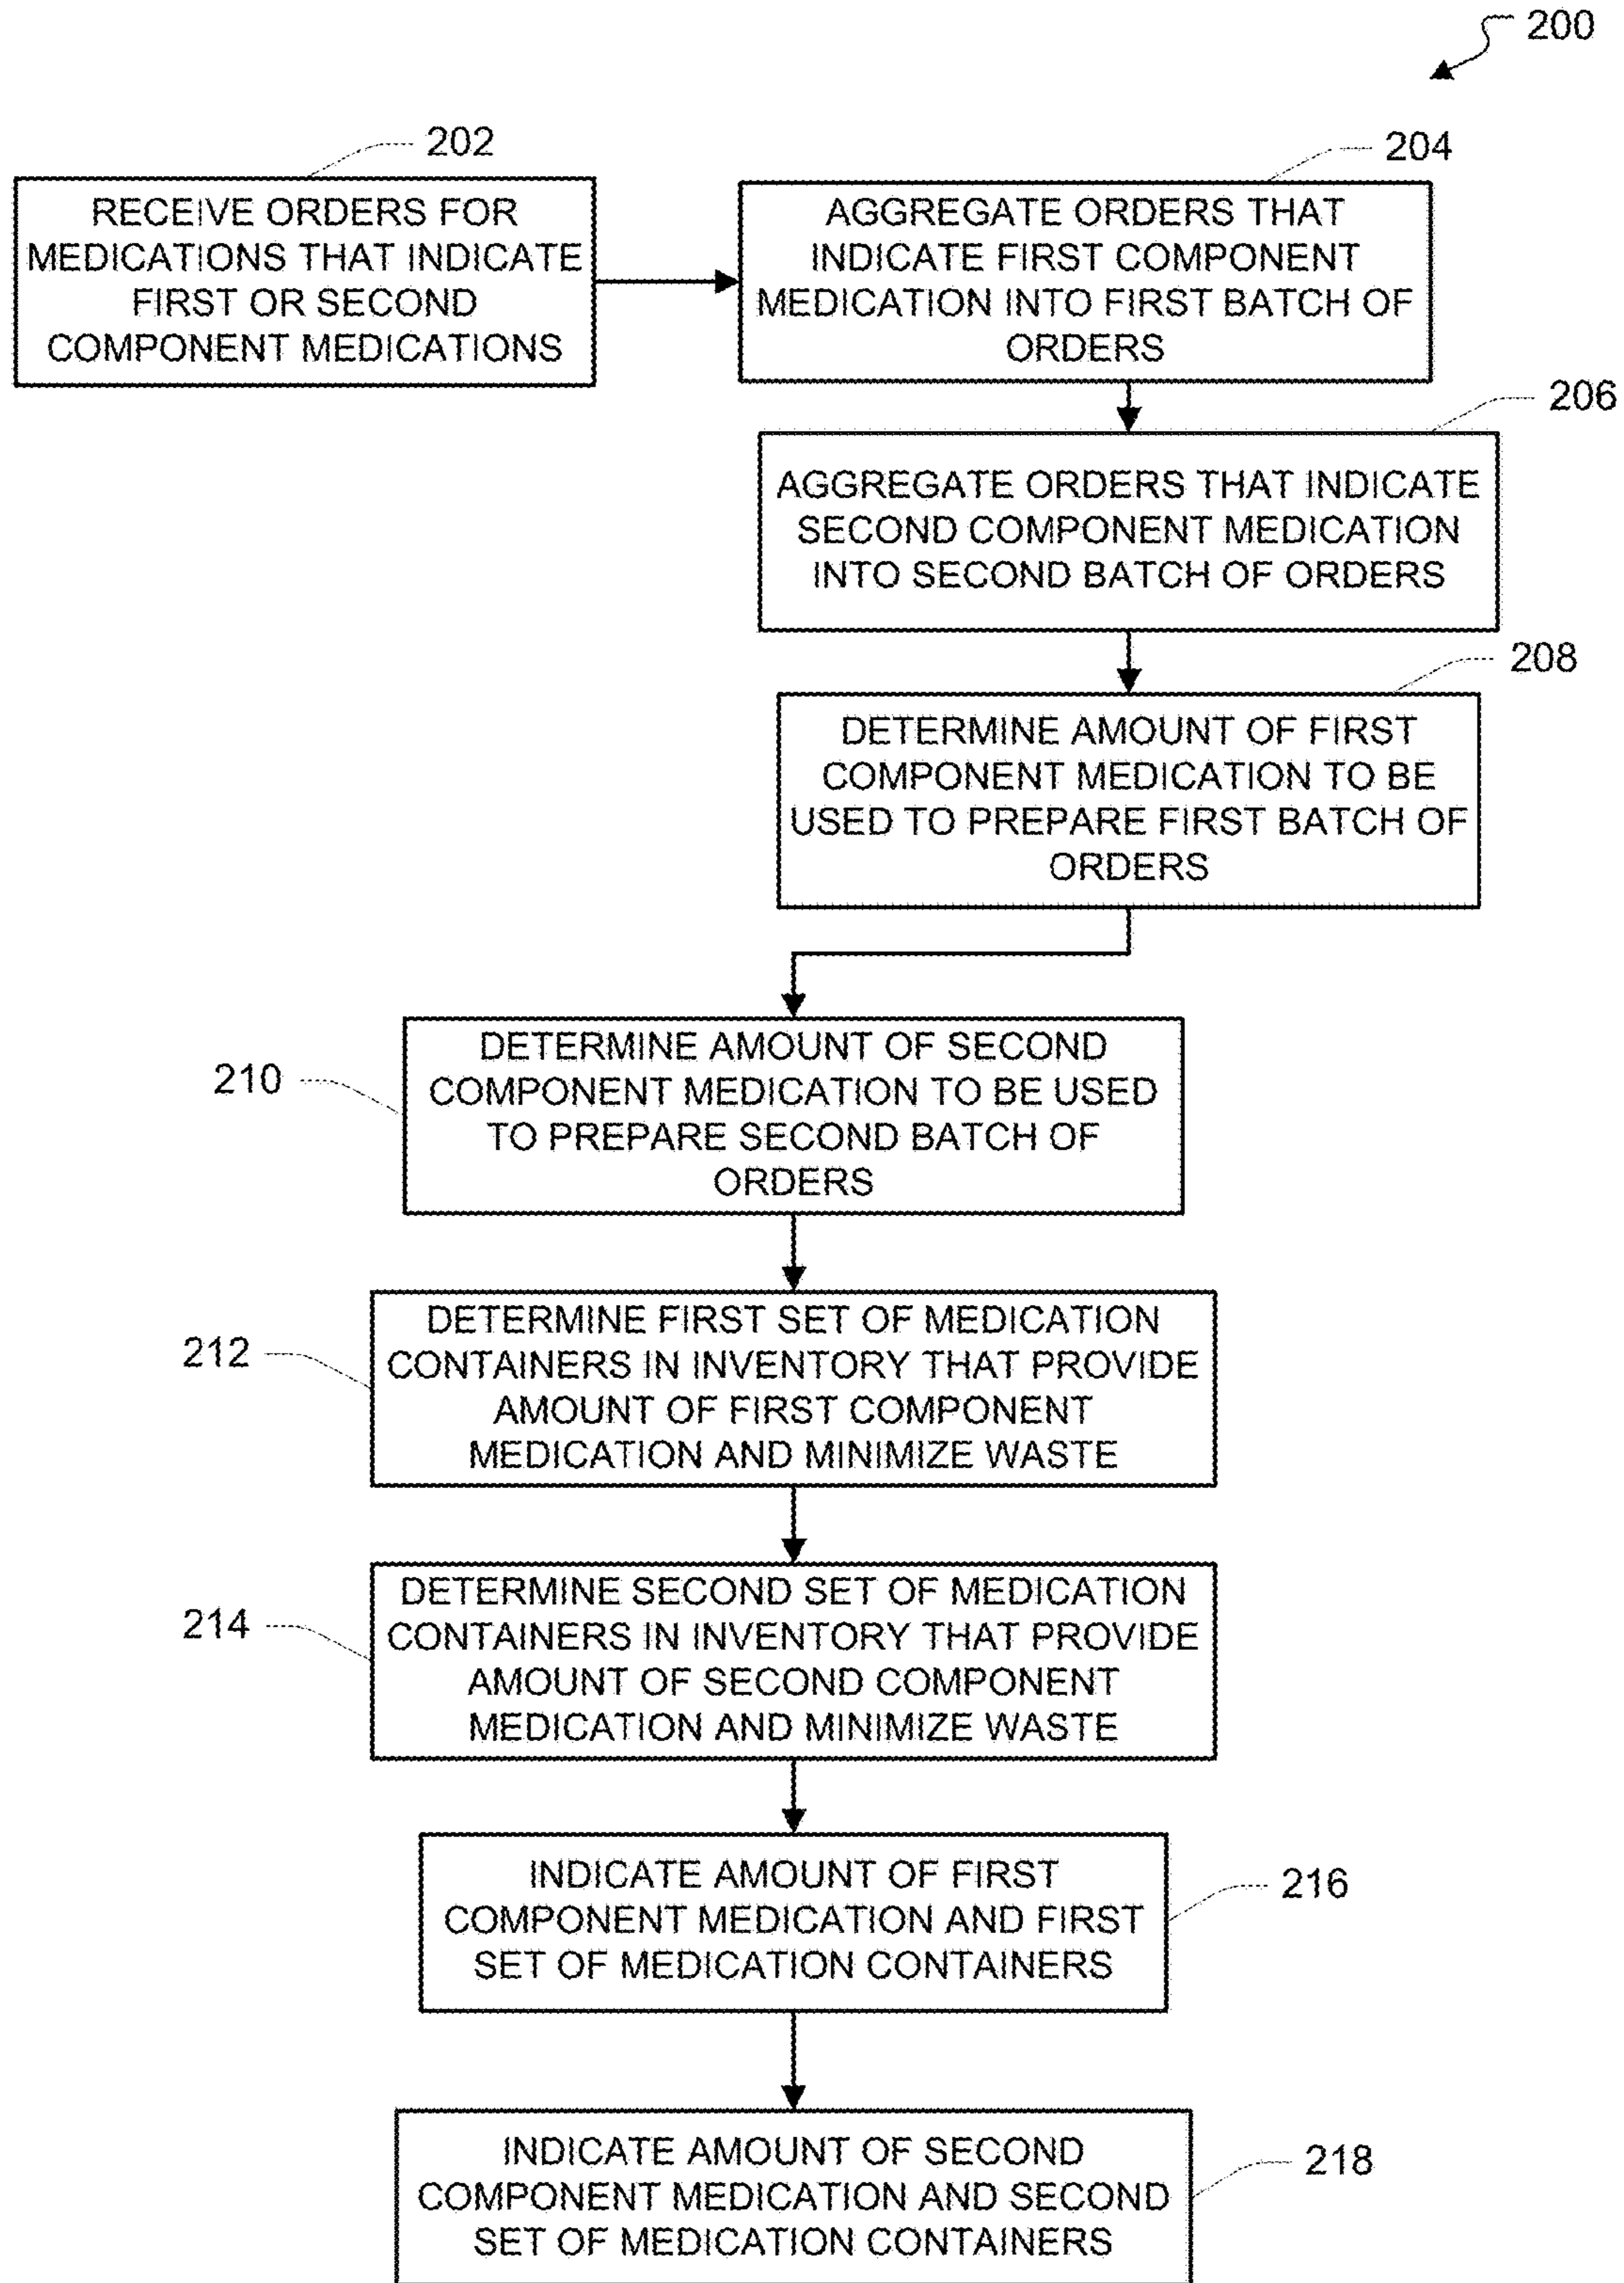 200
202
RECEIVE ORDERS FOR
MEDICATIONS THAT INDICATE
FIRST OR SECOND
COMPONENT MEDICATIONS
204
AGGREGATE ORDERS THAT
INDICATE FIRST COMPONENT
MEDICATION INTO FIRST BATCH OF
ORDERS
206
AGGREGATE ORDERS THAT INDICATE
SECOND COMPONENT MEDICATION
INTO SECOND BATCH OF ORDERS
208
DETERMINE AMOUNT OF FIRST
COMPONENT MEDICATION TO BE
USED TO PREPARE FIRST BATCH OF
ORDERS
210
DETERMINE AMOUNT OF SECOND
COMPONENT MEDICATION TO BE USED
TO PREPARE SECOND BATCH OF
ORDERS
212
DETERMINE FIRST SET OF MEDICATION
CONTAINERS IN INVENTORY THAT PROVIDE
AMOUNT OF FIRST COMPONENT
MEDICATION AND MINIMIZE WASTE
214
DETERMINE SECOND SET OF MEDICATION
CONTAINERS IN INVENTORY THAT PROVIDE
AMOUNT OF SECOND COMPONENT
MEDICATION AND MINIMIZE WASTE
216
INDICATE AMOUNT OF FIRST
COMPONENT MEDICATION AND FIRST
SET OF MEDICATION CONTAINERS
218
INDICATE AMOUNT OF SECOND
COMPONENT MEDICATION AND SECOND
SET OF MEDICATION CONTAINERS